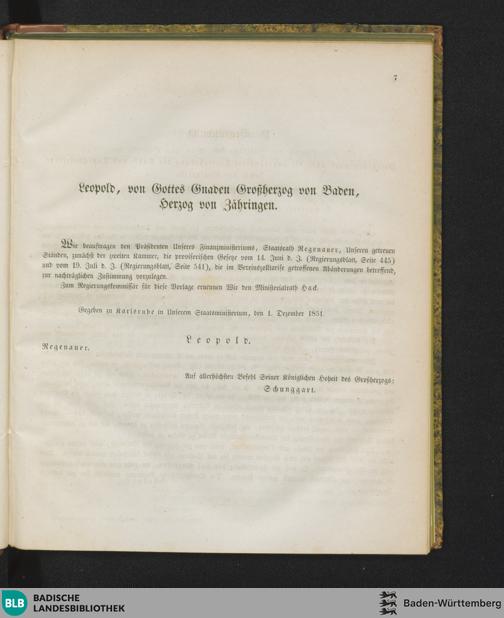 7
Leopold, von Gottes Gnaden Großherzog von Baden,
Herzog von Zähringen.
Wir beauftragen den Präsidenten Unseres Finanzministeriums, Staatsrath Regenauer, Unseren getreuen
Ständen, zunächst der zweiten Kammer, die provisorischen Gesetze vom 14. Juni d. J. (Regierungsblatt, Seite 445)
und vom 19. Juli d. J. (Regierungsblatt, Seite 541), die im Vereinszolltarife getroffenen Abänderungen betreffend,
zur nachträglichen Zustimmung vorzulegen.
Zum Regierungskommissär für diese Vorlage ernennen Wir den Ministerialrath Hack.
Gegeben zu Karlsruhe in Unserem Staatsministerium, den 1. Dezember 1851.
Leopold.
Regenauer.
Auf allerhöchsten Befehl Seiner Königlichen Hoheit des Großherzogs:
Schunggart.
BLB
BADISCHE
LANDESBIBLIOTHEK
Baden-Württemberg